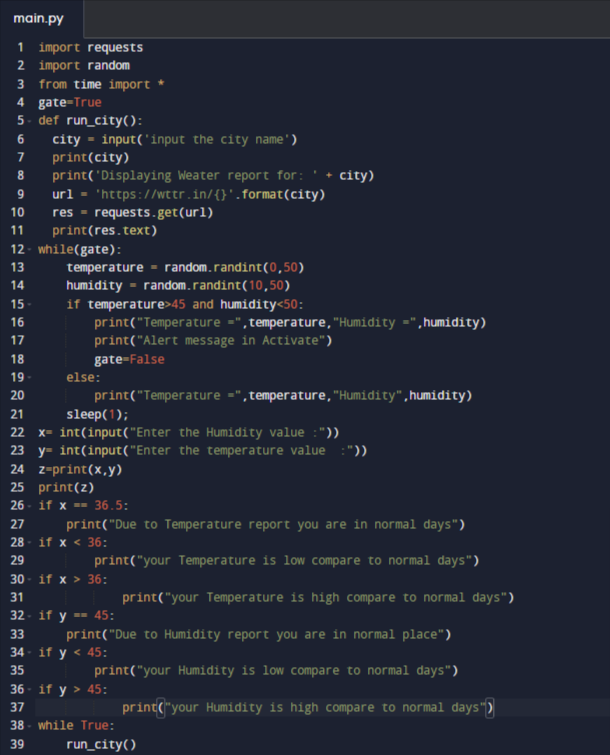 main.py
1 import requests
2 import random
3 from time import *
4 gate=True
5 - def run_city():
6   city = input('input the city name')
7   print(city)
8   print('Displaying Weater report for: ' + city)
9   url = 'https://wttr.in/{}'.format(city)
10   res = requests.get(url)
11   print(res.text)
12 - while(gate):
13     temperature = random.randint(0,50)
14     humidity = random.randint(10,50)
15 -     if temperature>45 and humidity<50:
16         print("Temperature =",temperature,"Humidity =",humidity)
17         print("Alert message in Activate")
18         gate=False
19 -     else:
20         print("Temperature =",temperature,"Humidity",humidity)
21     sleep(1);
22 x= int(input("Enter the Humidity value :"))
23 y= int(input("Enter the temperature value  :"))
24 z=print(x,y)
25 print(z)
26 - if x == 36.5:
27     print("Due to Temperature report you are in normal days")
28 - if x < 36:
29         print("your Temperature is low compare to normal days")
30 - if x > 36:
31             print("your Temperature is high compare to normal days")
32 - if y == 45:
33     print("Due to Humidity report you are in normal place")
34 - if y < 45:
35         print("your Humidity is low compare to normal days")
36 - if y > 45:
37             print("your Humidity is high compare to normal days")
38 - while True:
39     run_city()